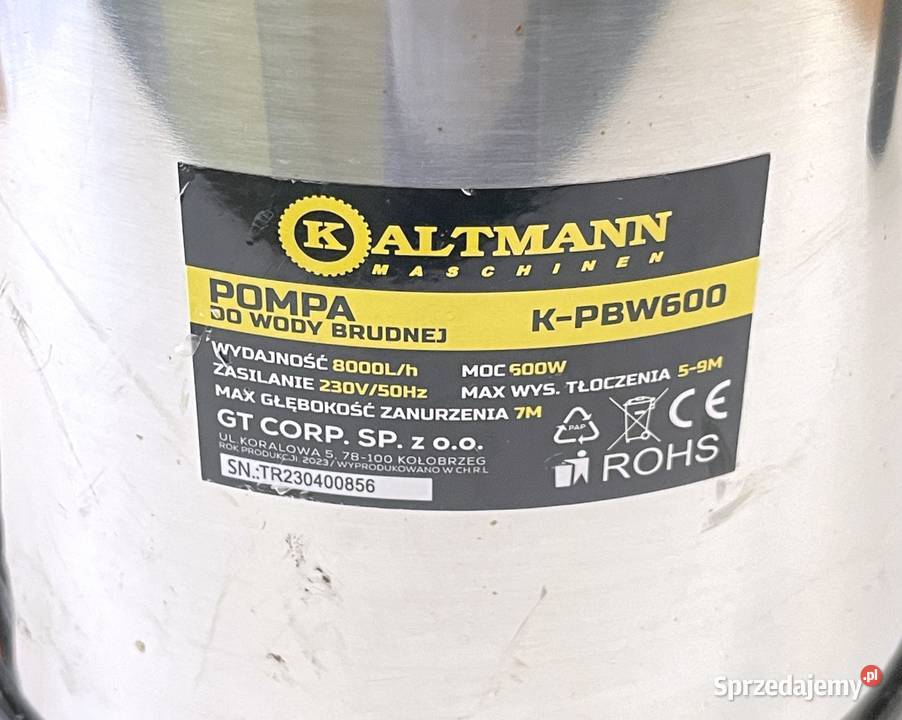 KALTMANN
MASCHINEN
POMPA
DO WODY BRUDNEJ
K-PBW600
WYDAJNOŚĆ 8000L/h
MOC 600W
ZASILANIE 230V/50Hz
MAX WYS. TŁOCZENIA 5-9M
MAX GŁĘBOKOŚĆ ZANURZENIA 7M
GT CORP. SP. z o.o.
UL. KORALOWA 5, 78-100 KOŁOBRZEG
ROK PRODUKCJI: 2023 / WYPRODUKOWANO W CH R.L
SN.:TR230400856
PAP
CE
ROHS
Sprzedajemy.pl